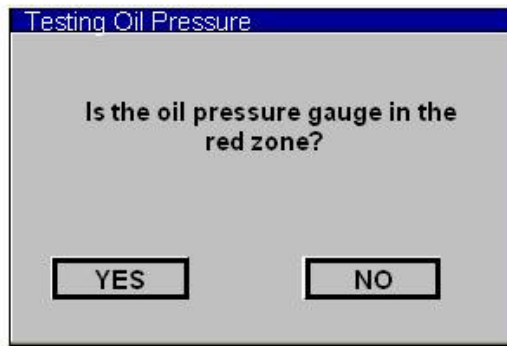 Testing Oil Pressure
Is the oil pressure gauge in the
red zone?
YES
NO